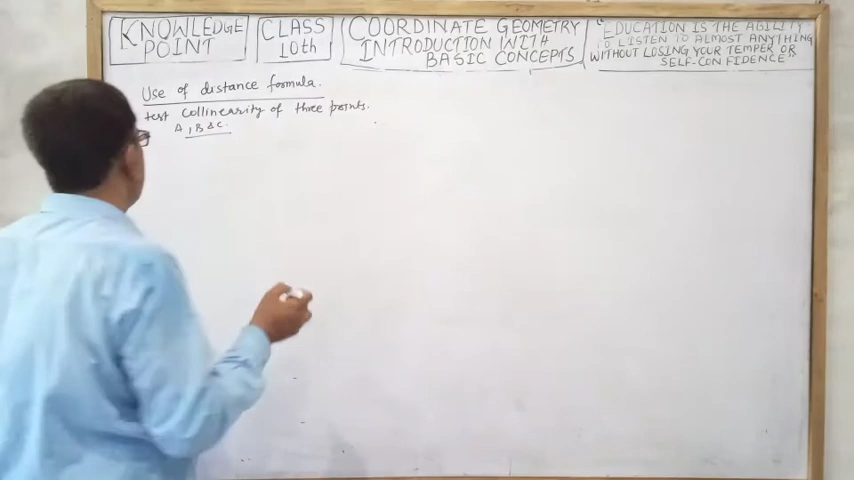 KNOWLEDGE
POINT
CLASS
10th
COORDINATE GEOMETRY
INTRODUCTION WITH
BASIC CONCEPTS
"EDUCATION IS THE ABILITY
TO LISTEN TO ALMOST ANYTHING
WITHOUT LOSING YOUR TEMPER OR
SELF-CONFIDENCE"
Use of distance formula.
test collinearity of three points.
A, B & C.